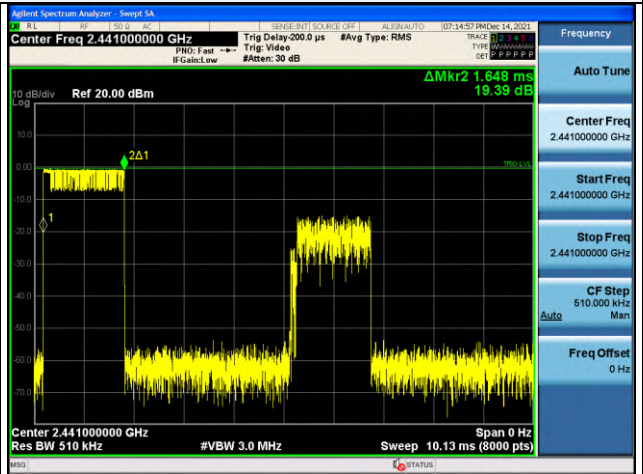 Agilent Spectrum Analyzer - Swept SA
RL RF 50 Ω AC SENSE:INT SOURCE OFF ALIGN AUTO 07:14:57 PM Dec 14, 2021
Center Freq 2.441000000 GHz Trig Delay-200.0 µs #Avg Type: RMS TRACE 1 2 3 4 5 6
PNO: Fast Trig: Video TYPE WWWWWW
IFGain:Low #Atten: 30 dB DET P P P P P P
ΔMkr2 1.648 ms
19.39 dB
10 dB/div Ref 20.00 dBm
Log
10.0
0.00
-10.0
-20.0
-30.0
-40.0
-50.0
-60.0
-70.0
2Δ1
1
TRIG LVL
Center 2.441000000 GHz Span 0 Hz
Res BW 510 kHz #VBW 3.0 MHz Sweep 10.13 ms (8000 pts)
MSG STATUS
Frequency
Auto Tune
Center Freq
2.441000000 GHz
Start Freq
2.441000000 GHz
Stop Freq
2.441000000 GHz
CF Step
510.000 kHz
Auto Man
Freq Offset
0 Hz